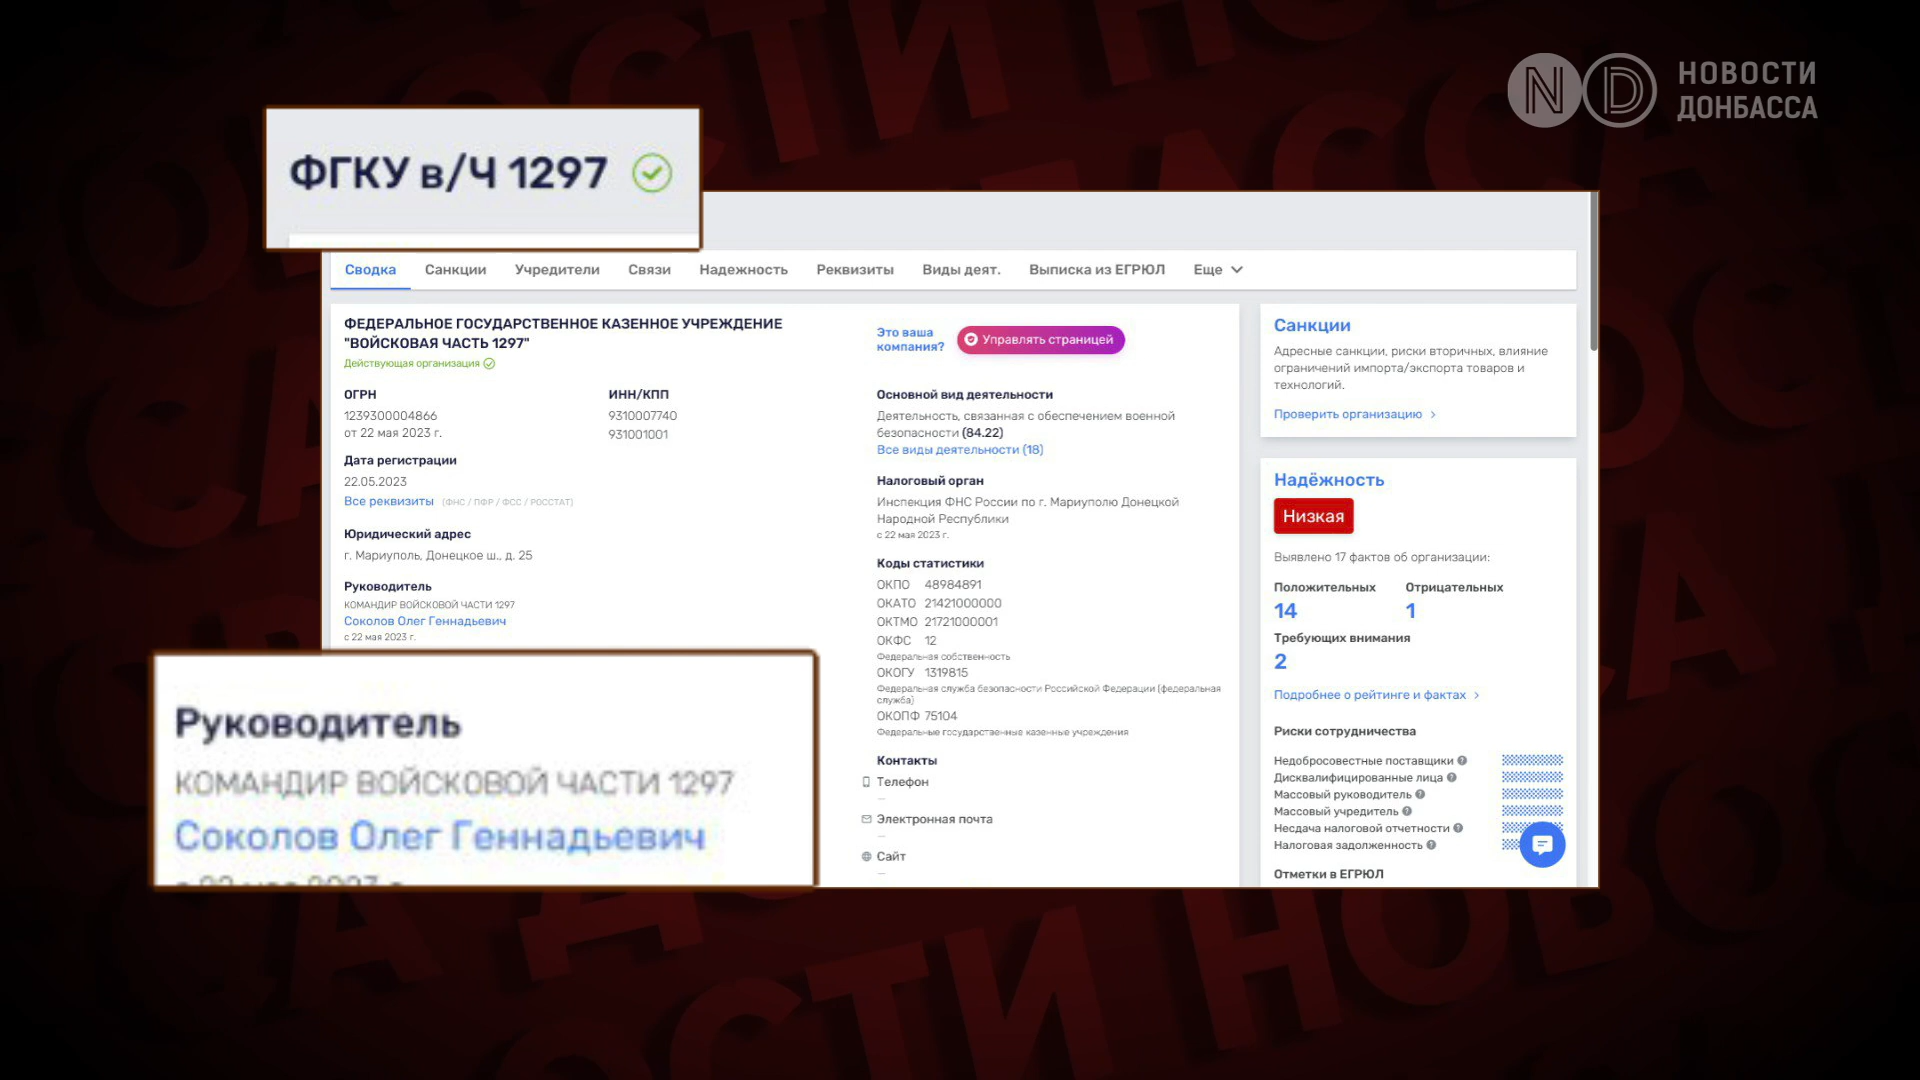 НОВОСТИ
ДОНБАССА
ФГКУ в/Ч 1297
Сводка Санкции Учредители Связи Надежность Реквизиты Виды деят. Выписка из ЕГРЮЛ Еще
ФЕДЕРАЛЬНОЕ ГОСУДАРСТВЕННОЕ КАЗЕННОЕ УЧРЕЖДЕНИЕ
"ВОЙСКОВАЯ ЧАСТЬ 1297"
Действующая организация
ОГРН
1239300004866
от 22 мая 2023 г.
ИНН/КПП
9310007740
931001001
Дата регистрации
22.05.2023
Все реквизиты (ФНС / ПФР / ФСС / РОССТАТ)
Юридический адрес
г. Мариуполь, Донецкое ш., д. 25
Руководитель
КОМАНДИР ВОЙСКОВОЙ ЧАСТИ 1297
Соколов Олег Геннадьевич
с 22 мая 2023 г.
Руководитель
КОМАНДИР ВОЙСКОВОЙ ЧАСТИ 1297
Соколов Олег Геннадьевич
Это ваша
компания?
Управлять страницей
Основной вид деятельности
Деятельность, связанная с обеспечением военной
безопасности (84.22)
Все виды деятельности (18)
Налоговый орган
Инспекция ФНС России по г. Мариуполю Донецкой
Народной Республики
с 22 мая 2023 г.
Коды статистики
ОКПО 48984891
ОКАТО 21421000000
ОКТМО 21721000001
ОКФС 12
Федеральная собственность
ОКОГУ 1319815
Федеральная служба безопасности Российской Федерации (федеральная
служба)
ОКОПФ 75104
Федеральные государственные казенные учреждения
Контакты
Телефон
—
Электронная почта
—
Сайт
—
Санкции
Адресные санкции, риски вторичных, влияние
ограничений импорта/экспорта товаров и
технологий.
Проверить организацию
Надёжность
Низкая
Выявлено 17 фактов об организации:
Положительных Отрицательных
14 1
Требующих внимания
2
Подробнее о рейтинге и фактах
Риски сотрудничества
Недобросовестные поставщики
Дисквалифицированные лица
Массовый руководитель
Массовый учредитель
Несдача налоговой отчетности
Налоговая задолженность
Отметки в ЕГРЮЛ